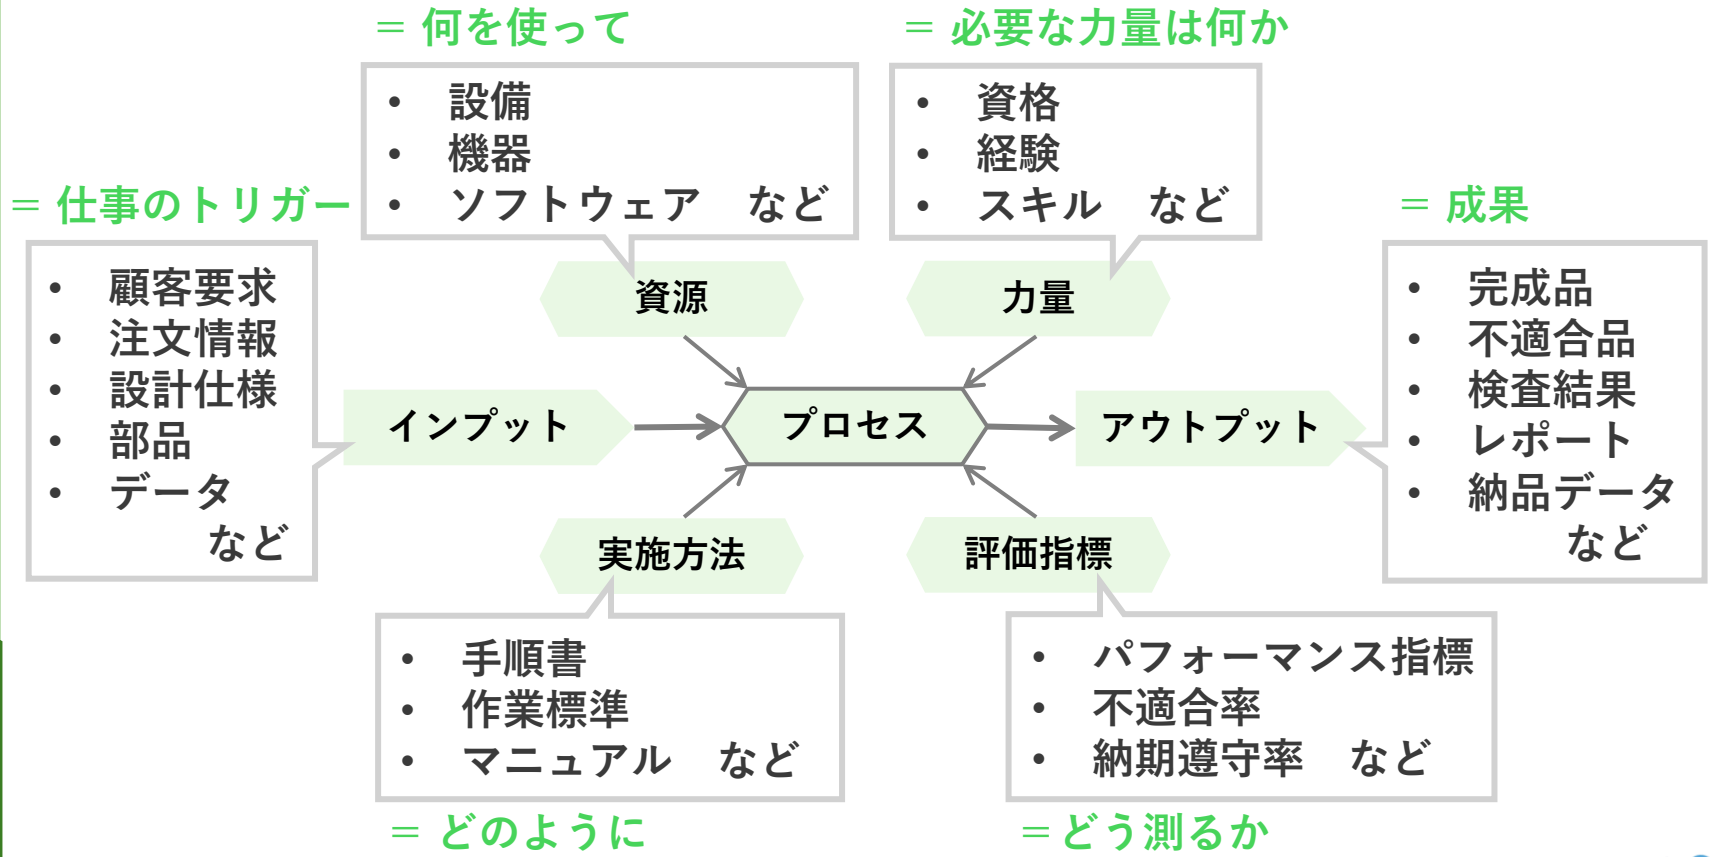 = 何を使って
• 設備
• 機器
• ソフトウェア など
資源
= 必要な力量は何か
• 資格
• 経験
• スキル など
力量
= 仕事のトリガー
• 顧客要求
• 注文情報
• 設計仕様
• 部品
• データ
など
インプット
プロセス
アウトプット
= 成果
• 完成品
• 不適合品
• 検査結果
• レポート
• 納品データ
など
実施方法
• 手順書
• 作業標準
• マニュアル など
= どのように
評価指標
• パフォーマンス指標
• 不適合率
• 納期遵守率 など
=どう測るか